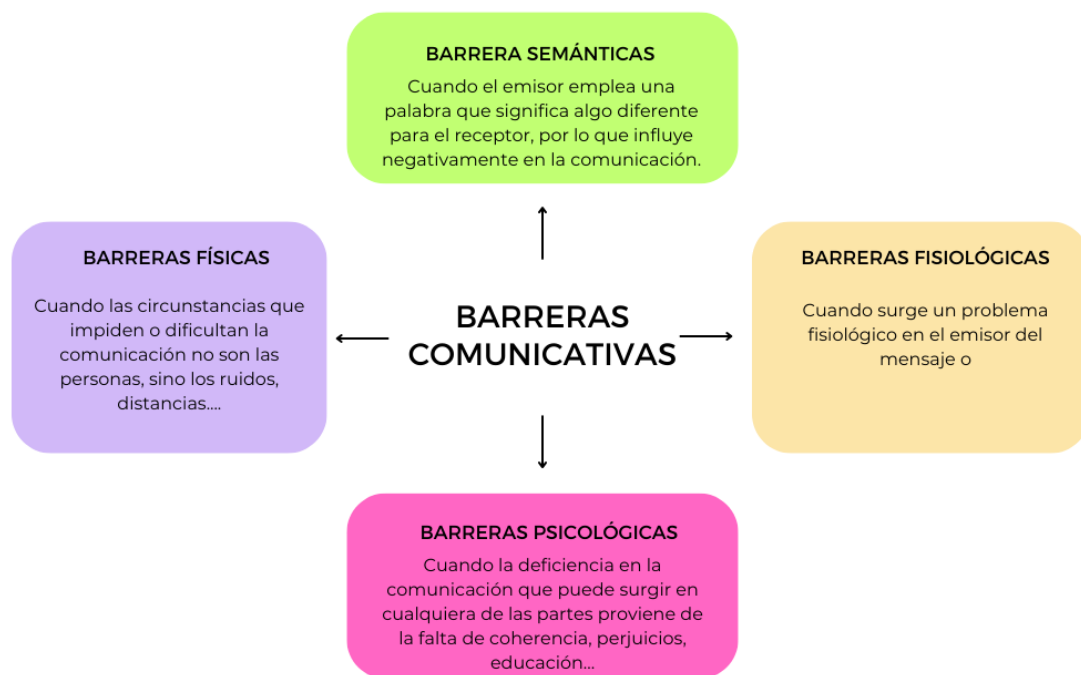 BARRERA SEMÁNTICAS
Cuando el emisor emplea una
palabra que significa algo diferente
para el receptor, por lo que influye
negativamente en la comunicación.
BARRERAS FÍSICAS
Cuando las circunstancias que
impiden o dificultan la
comunicación no son las
personas, sino los ruidos,
distancias....
BARRERAS
COMUNICATIVAS
BARRERAS FISIOLÓGICAS
Cuando surge un problema
fisiológico en el emisor del
mensaje o
BARRERAS PSICOLÓGICAS
Cuando la deficiencia en la
comunicación que puede surgir en
cualquiera de las partes proviene de
la falta de coherencia, perjuicios,
educación...